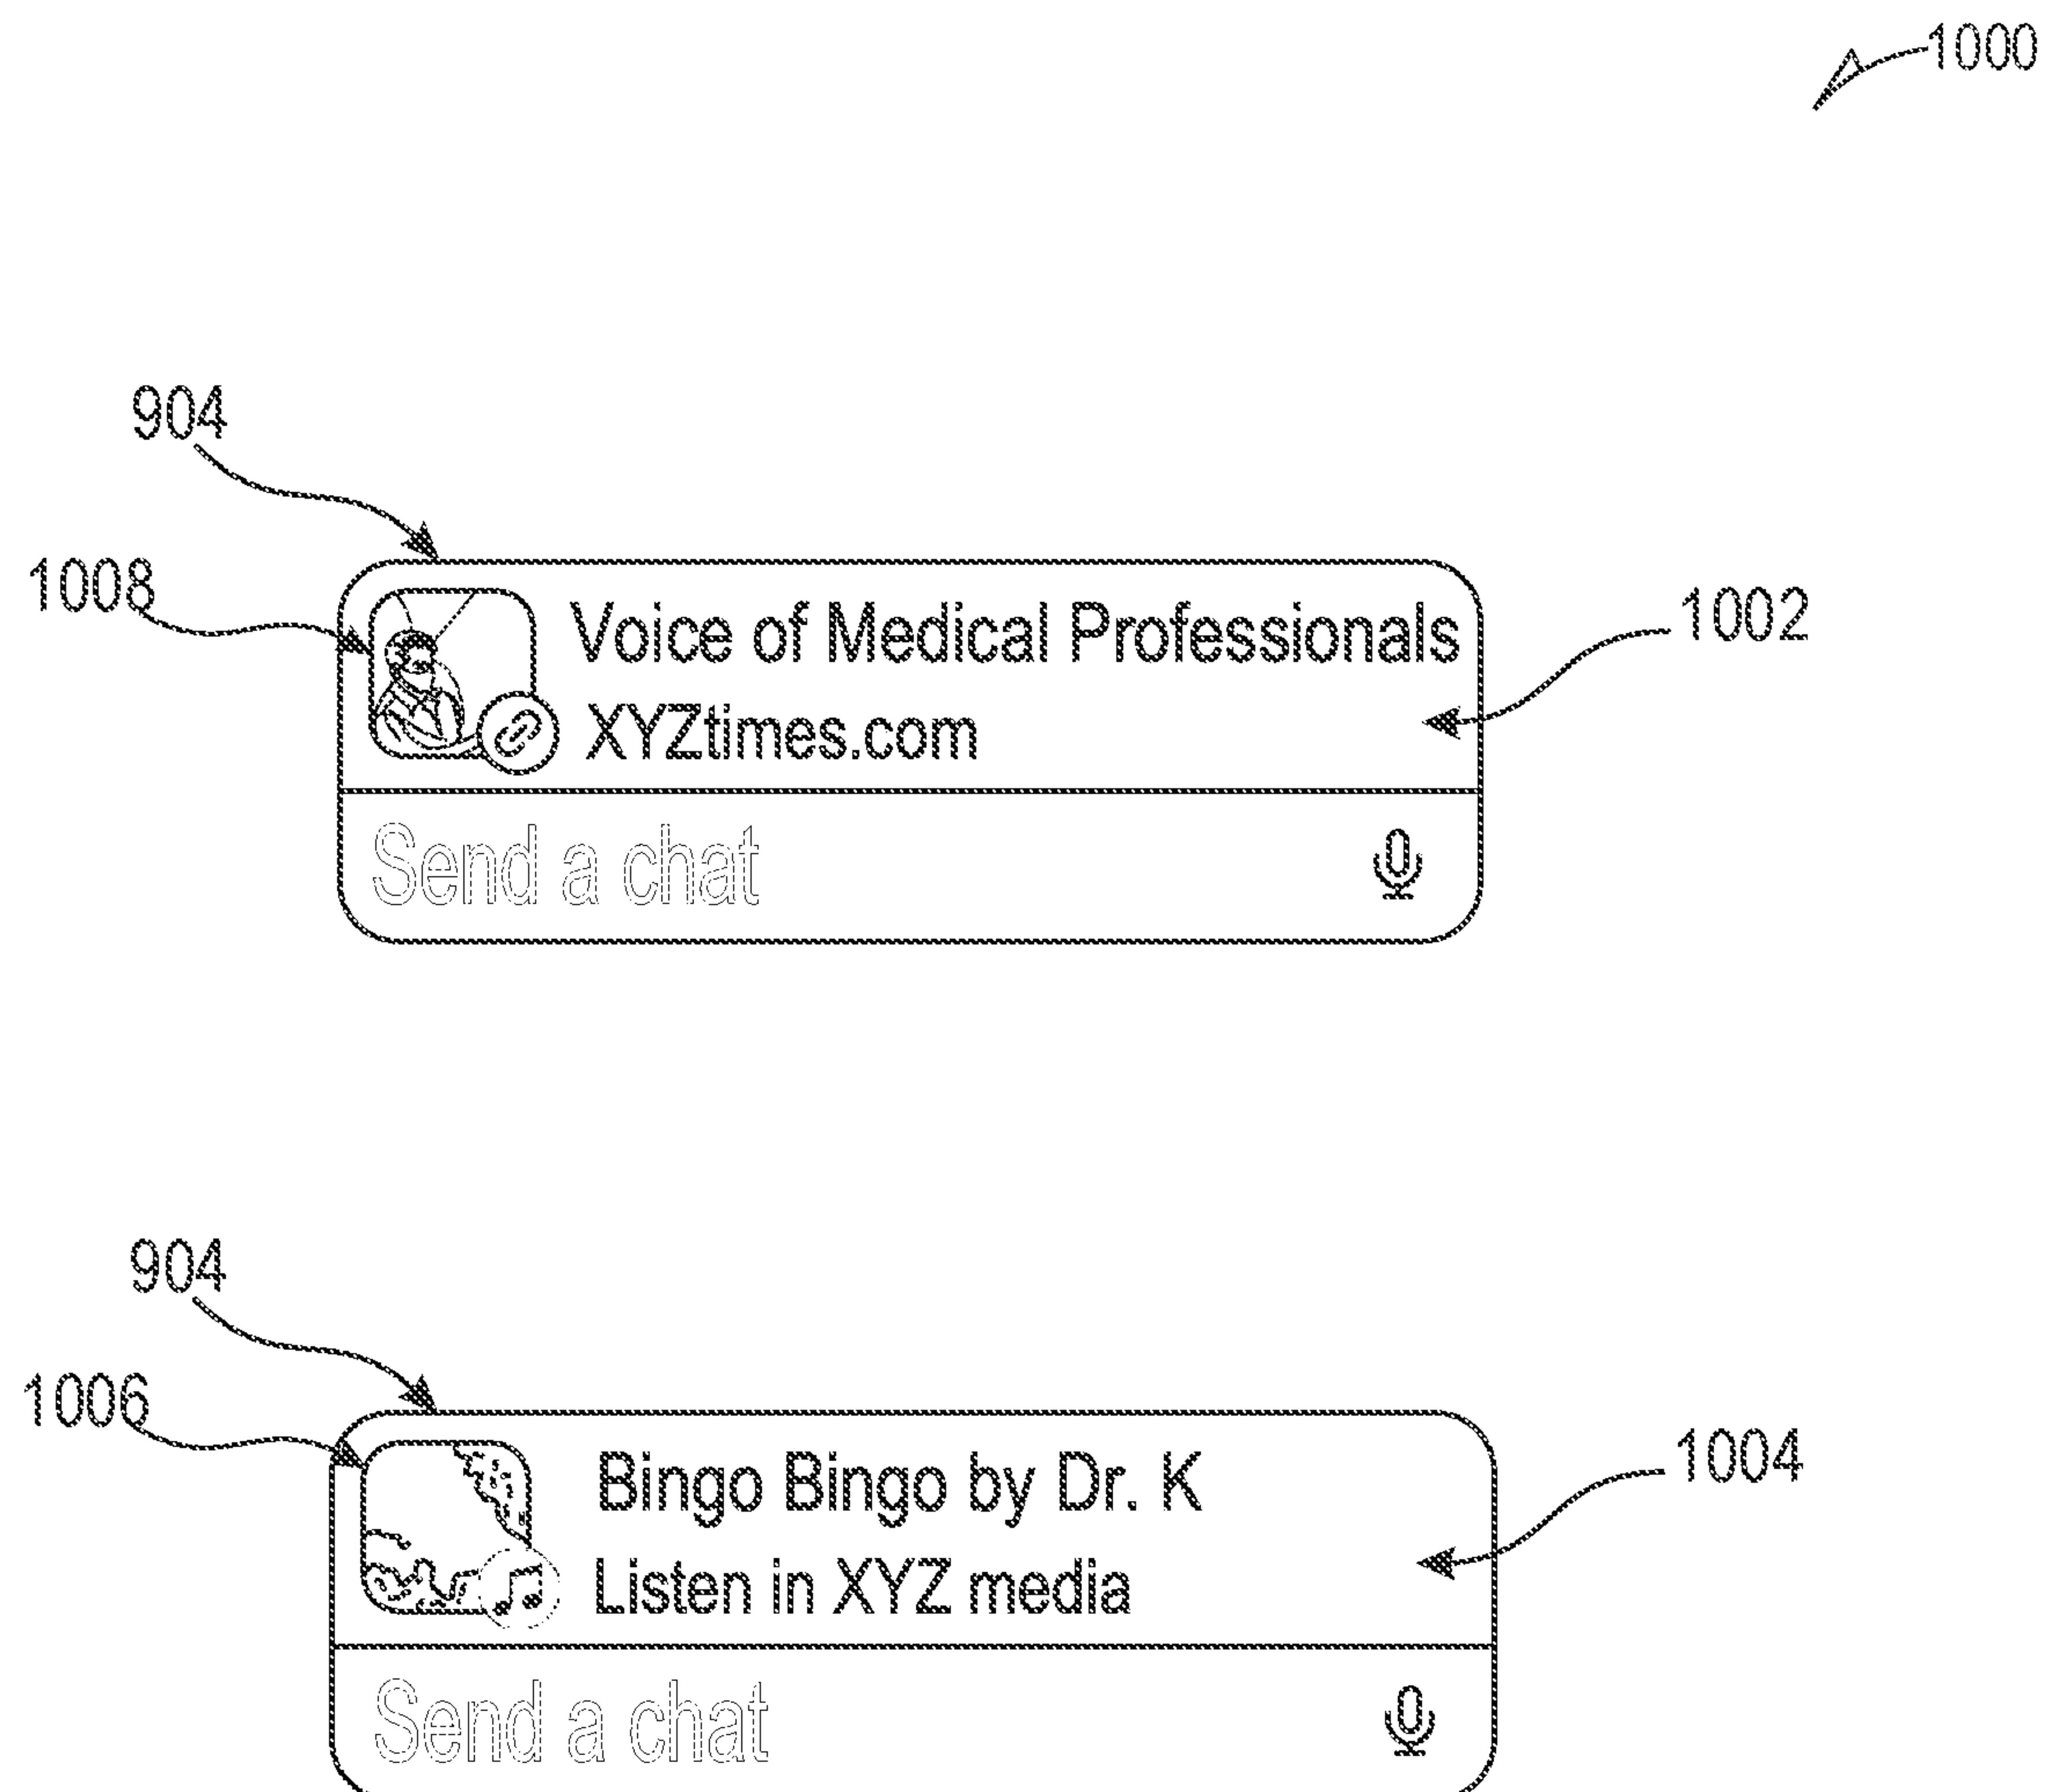 1000
904
1008
Voice of Medical Professionals
1002
XYZtimes.com
Send a chat
904
1006
Bingo Bingo by Dr. K
1004
Listen in XYZ media
Send a chat